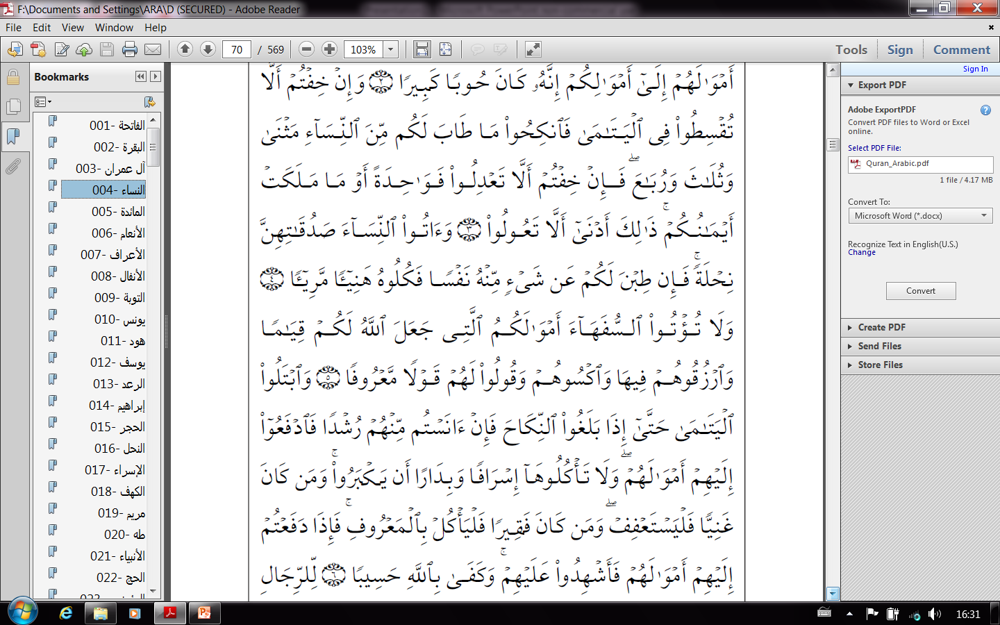 F:\Documents and Settings\ARA\D (SECURED) - Adobe Reader
File Edit View Window Help
70 / 569 103% Tools Sign Comment
Bookmarks
001- الفاتحة
002- البقرة
003- آل عمران
004- النساء
005- المائدة
006- الأنعام
007- الأعراف
008- الأنفال
009- التوبة
010- يونس
011- هود
012- يوسف
013- الرعد
014- إبراهيم
015- الحجر
016- النحل
017- الإسراء
018- الكهف
019- مريم
020- طه
021- الأنبياء
022- الحج
أَمْوَٰلَهُمْ إِلَىٰٓ أَمْوَٰلِكُمْ إِنَّهُۥ كَانَ حُوبًا كَبِيرًا ٢ وَإِنْ خِفْتُمْ أَلَّا
تُقْسِطُوا۟ فِى ٱلْيَتَـٰمَىٰ فَٱنكِحُوا۟ مَا طَابَ لَكُم مِّنَ ٱلنِّسَآءِ مَثْنَىٰ
وَثُلَـٰثَ وَرُبَـٰعَ ۖ فَإِنْ خِفْتُمْ أَلَّا تَعْدِلُوا۟ فَوَٰحِدَةً أَوْ مَا مَلَكَتْ
أَيْمَـٰنُكُمْ ۚ ذَٰلِكَ أَدْنَىٰٓ أَلَّا تَعُولُوا۟ ٣ وَءَاتُوا۟ ٱلنِّسَآءَ صَدُقَـٰتِهِنَّ
نِحْلَةً ۚ فَإِن طِبْنَ لَكُمْ عَن شَىْءٍ مِّنْهُ نَفْسًا فَكُلُوهُ هَنِيٓـًٔا مَّرِيٓـًٔا ٤
وَلَا تُؤْتُوا۟ ٱلسُّفَهَآءَ أَمْوَٰلَكُمُ ٱلَّتِى جَعَلَ ٱللَّهُ لَكُمْ قِيَـٰمًا
وَٱرْزُقُوهُمْ فِيهَا وَٱكْسُوهُمْ وَقُولُوا۟ لَهُمْ قَوْلًا مَّعْرُوفًا ٥ وَٱبْتَلُوا۟
ٱلْيَتَـٰمَىٰ حَتَّىٰٓ إِذَا بَلَغُوا۟ ٱلنِّكَاحَ فَإِنْ ءَانَسْتُم مِّنْهُمْ رُشْدًا فَٱدْفَعُوٓا۟
إِلَيْهِمْ أَمْوَٰلَهُمْ ۖ وَلَا تَأْكُلُوهَآ إِسْرَافًا وَبِدَارًا أَن يَكْبَرُوا۟ ۚ وَمَن كَانَ
غَنِيًّا فَلْيَسْتَعْفِفْ ۖ وَمَن كَانَ فَقِيرًا فَلْيَأْكُلْ بِٱلْمَعْرُوفِ ۚ فَإِذَا دَفَعْتُمْ
إِلَيْهِمْ أَمْوَٰلَهُمْ فَأَشْهِدُوا۟ عَلَيْهِمْ ۚ وَكَفَىٰ بِٱللَّهِ حَسِيبًا ٦ لِّلرِّجَالِ
Sign In
Export PDF
Adobe ExportPDF
Convert PDF files to Word or Excel
online.
Select PDF File:
Quran_Arabic.pdf
1 file / 4.17 MB
Convert To:
Microsoft Word (*.docx)
Recognize Text in English(U.S.)
Change
Convert
Create PDF
Send Files
Store Files
16:31